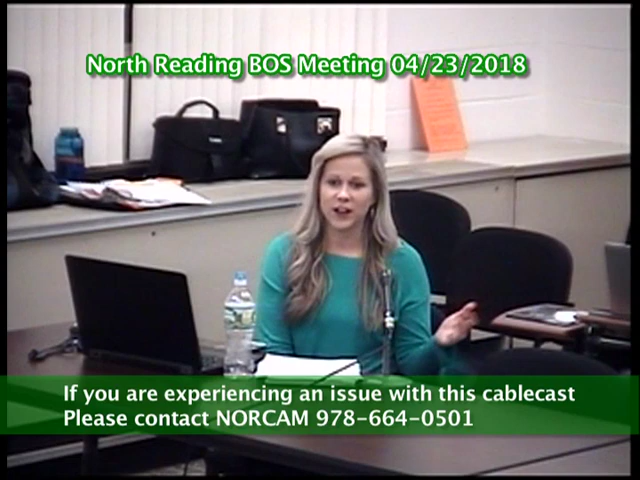 North Reading BOS Meeting 04/23/2018
If you are experiencing an issue with this cablecast
Please contact NORCAM 978-664-0501